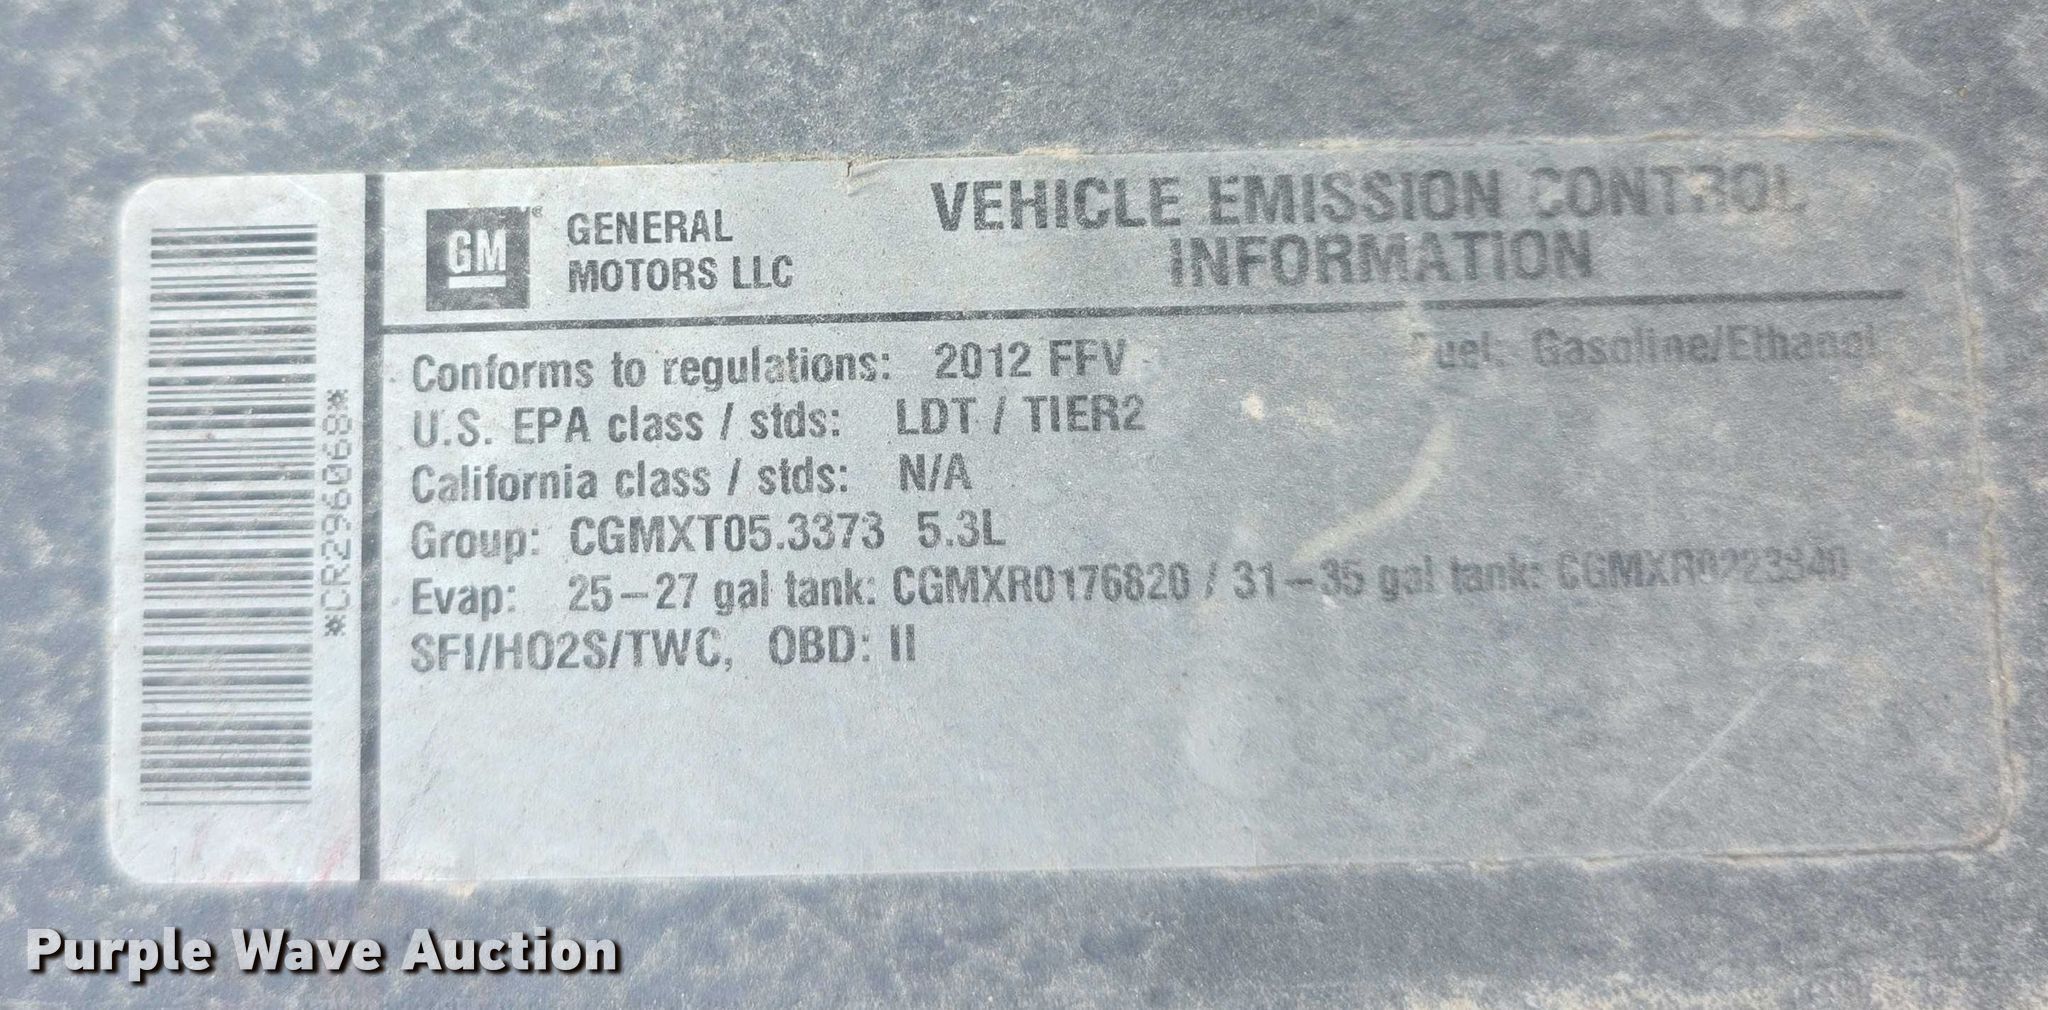 *CR296068*
GM
GENERAL
MOTORS LLC
VEHICLE EMISSION CONTROL
INFORMATION
Conforms to regulations: 2012 FFV
Fuel: Gasoline/Ethanol
U.S. EPA class / stds: LDT / TIER2
California class / stds: N/A
Group: CGMXT05.3373 5.3L
Evap: 25-27 gal tank: CGMXR0176820 / 31-35 gal tank:
SFI/HO2S/TWC, OBD: II
Purple Wave Auction